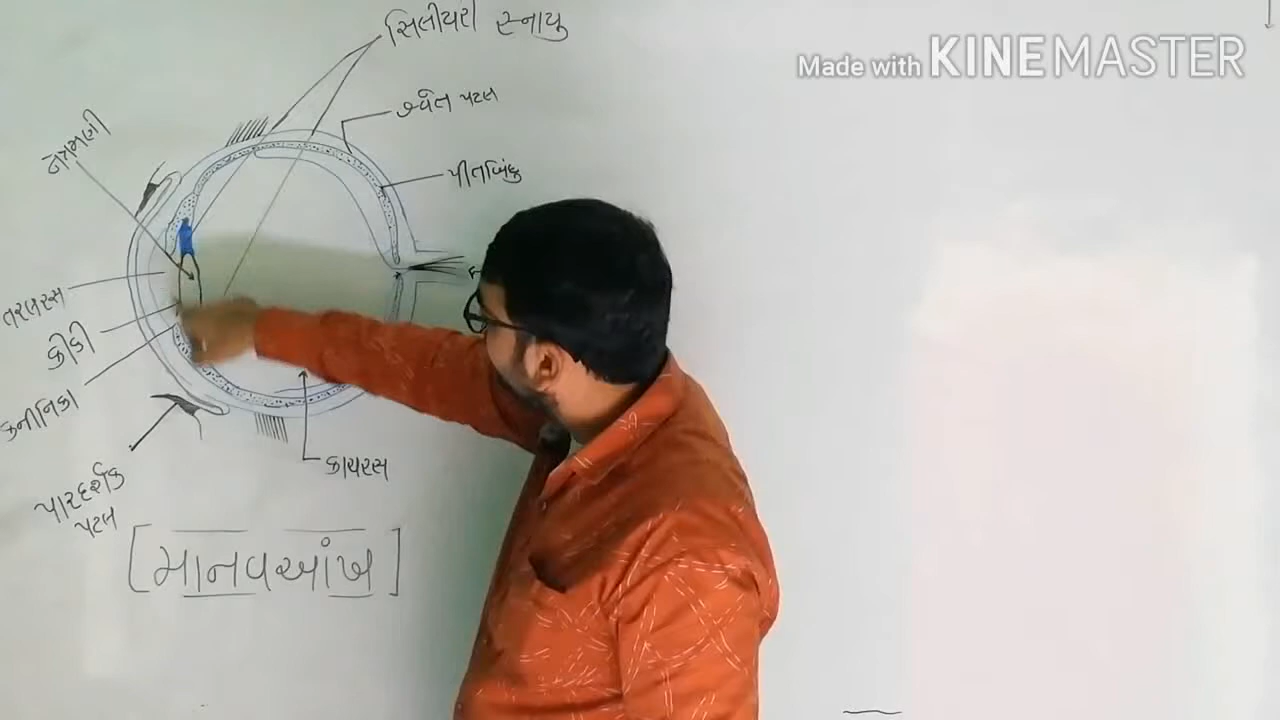 સિલીયરી સ્નાયુ
Made with KINEMASTER
શ્વેત પટલ
નેત્રમણી
પીતબિંદુ
તરલરસ
કીકી
કનીનિકા
કાચરસ
પારદર્શક
પટલ
[માનવઆંખ]